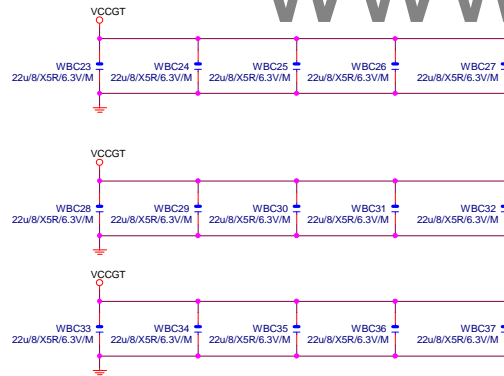 WWW
VCCGT
WBC23 WBC24 WBC25 WBC26 WBC27
22u/8/X5R/6.3V/M 22u/8/X5R/6.3V/M 22u/8/X5R/6.3V/M 22u/8/X5R/6.3V/M 22u/8/X5R/6.3V/M
VCCGT
WBC28 WBC29 WBC30 WBC31 WBC32
22u/8/X5R/6.3V/M 22u/8/X5R/6.3V/M 22u/8/X5R/6.3V/M 22u/8/X5R/6.3V/M 22u/8/X5R/6.3V/M
VCCGT
WBC33 WBC34 WBC35 WBC36 WBC37
22u/8/X5R/6.3V/M 22u/8/X5R/6.3V/M 22u/8/X5R/6.3V/M 22u/8/X5R/6.3V/M 22u/8/X5R/6.3V/M